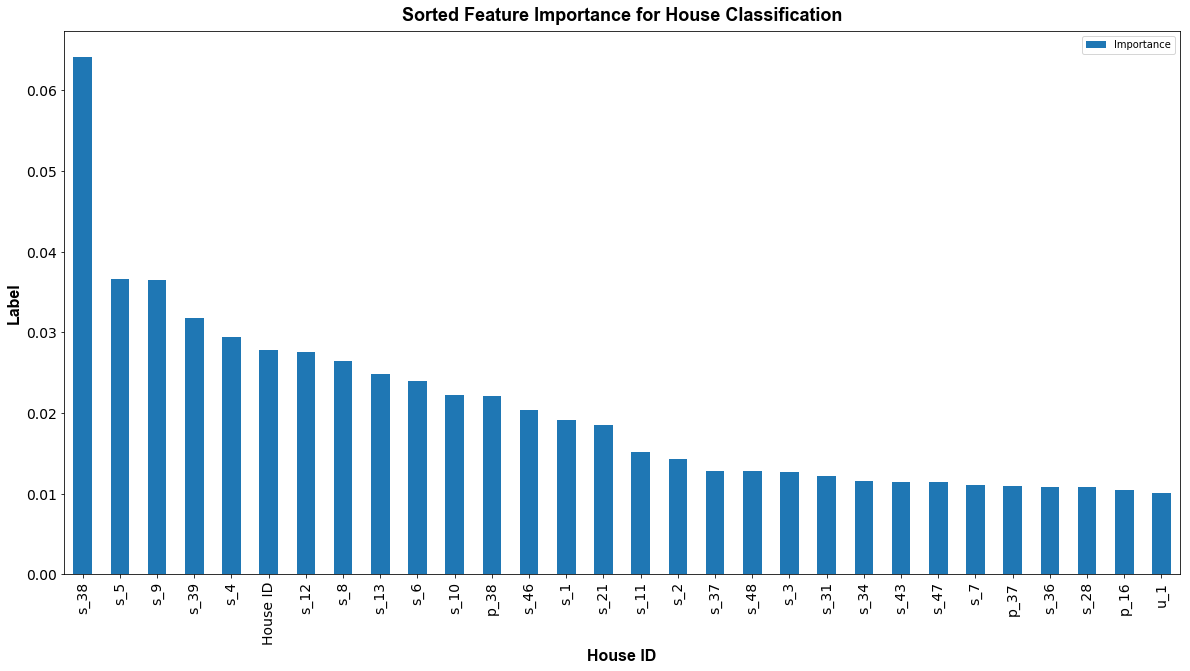 Sorted Feature Importance for House Classification
Importance
0.06
0.05
0.04
0.03
0.02
0.01
0.00
Label
s_38
s_5
s_9
s_39
s_4
House ID
s_12
s_8
s_13
s_6
s_10
p_38
s_46
s_1
s_21
s_11
s_2
s_37
s_48
s_3
s_31
s_34
s_43
s_47
s_7
p_37
s_36
s_28
p_16
u_1
House ID